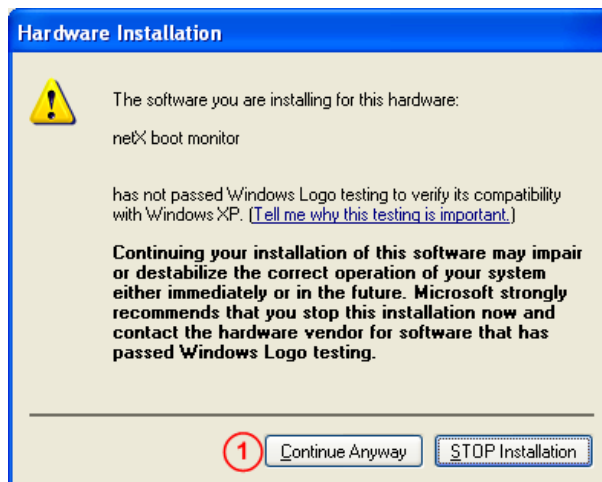 Hardware Installation
The software you are installing for this hardware:
netX boot monitor
has not passed Windows Logo testing to verify its compatibility
with Windows XP. (Tell me why this testing is important.)
Continuing your installation of this software may impair
or destabilize the correct operation of your system
either immediately or in the future. Microsoft strongly
recommends that you stop this installation now and
contact the hardware vendor for software that has
passed Windows Logo testing.
1 Continue Anyway STOP Installation